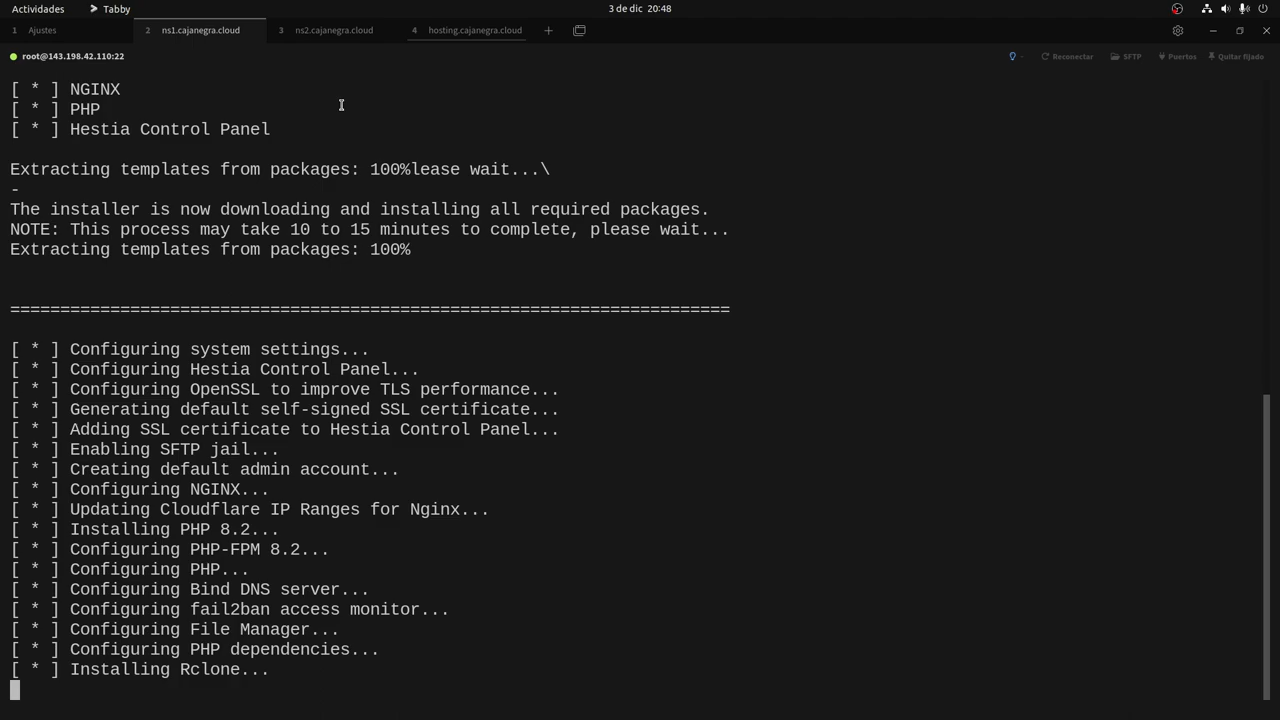 Actividades
Tabby
3 de dic 20:48
1 Ajustes
2 ns1.cajanegra.cloud
3 ns2.cajanegra.cloud
4 hosting.cajanegra.cloud
root@143.198.42.110:22
Reconectar
SFTP
Puertos
Quitar fijado
[ * ] NGINX
[ * ] PHP
[ * ] Hestia Control Panel
Extracting templates from packages: 100%lease wait...\
-
The installer is now downloading and installing all required packages.
NOTE: This process may take 10 to 15 minutes to complete, please wait...
Extracting templates from packages: 100%
========================================================================
[ * ] Configuring system settings...
[ * ] Configuring Hestia Control Panel...
[ * ] Configuring OpenSSL to improve TLS performance...
[ * ] Generating default self-signed SSL certificate...
[ * ] Adding SSL certificate to Hestia Control Panel...
[ * ] Enabling SFTP jail...
[ * ] Creating default admin account...
[ * ] Configuring NGINX...
[ * ] Updating Cloudflare IP Ranges for Nginx...
[ * ] Installing PHP 8.2...
[ * ] Configuring PHP-FPM 8.2...
[ * ] Configuring PHP...
[ * ] Configuring Bind DNS server...
[ * ] Configuring fail2ban access monitor...
[ * ] Configuring File Manager...
[ * ] Configuring PHP dependencies...
[ * ] Installing Rclone...